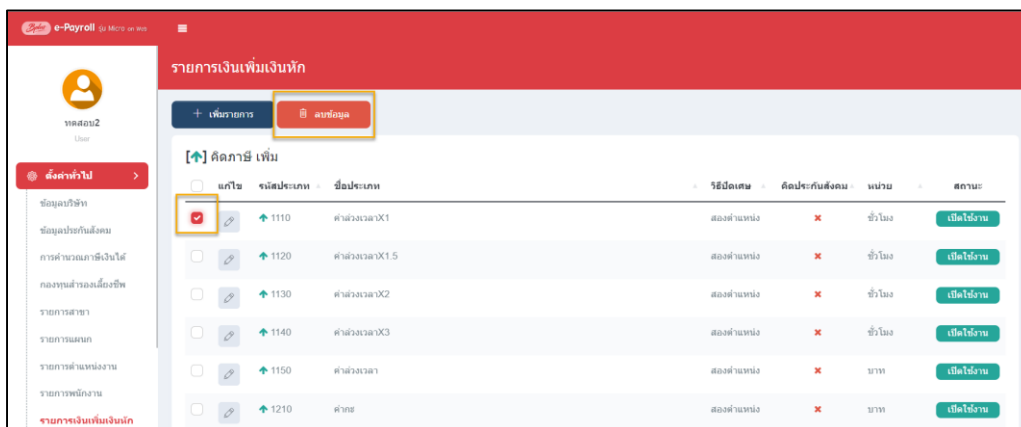 e-Payroll รุ่น Micro on Web
รายการเงินเพิ่มเงินหัก
ทดสอบ2
User
+ เพิ่มรายการ
ลบข้อมูล
[↑] คิดภาษี เพิ่ม
แก้ไข รหัสประเภท ชื่อประเภท วิธีปัดเศษ คิดประกันสังคม หน่วย สถานะ
1110 ค่าล่วงเวลาX1 สองตำแหน่ง ชั่วโมง เปิดใช้งาน
1120 ค่าล่วงเวลาX1.5 สองตำแหน่ง ชั่วโมง เปิดใช้งาน
1130 ค่าล่วงเวลาX2 สองตำแหน่ง ชั่วโมง เปิดใช้งาน
1140 ค่าล่วงเวลาX3 สองตำแหน่ง ชั่วโมง เปิดใช้งาน
1150 ค่าล่วงเวลา สองตำแหน่ง บาท เปิดใช้งาน
1210 ค่ากะ สองตำแหน่ง บาท เปิดใช้งาน
ตั้งค่าทั่วไป
ข้อมูลบริษัท
ข้อมูลประกันสังคม
การคำนวณภาษีเงินได้
กองทุนสำรองเลี้ยงชีพ
รายการสาขา
รายการแผนก
รายการตำแหน่งงาน
รายการพนักงาน
รายการเงินเพิ่มเงินหัก